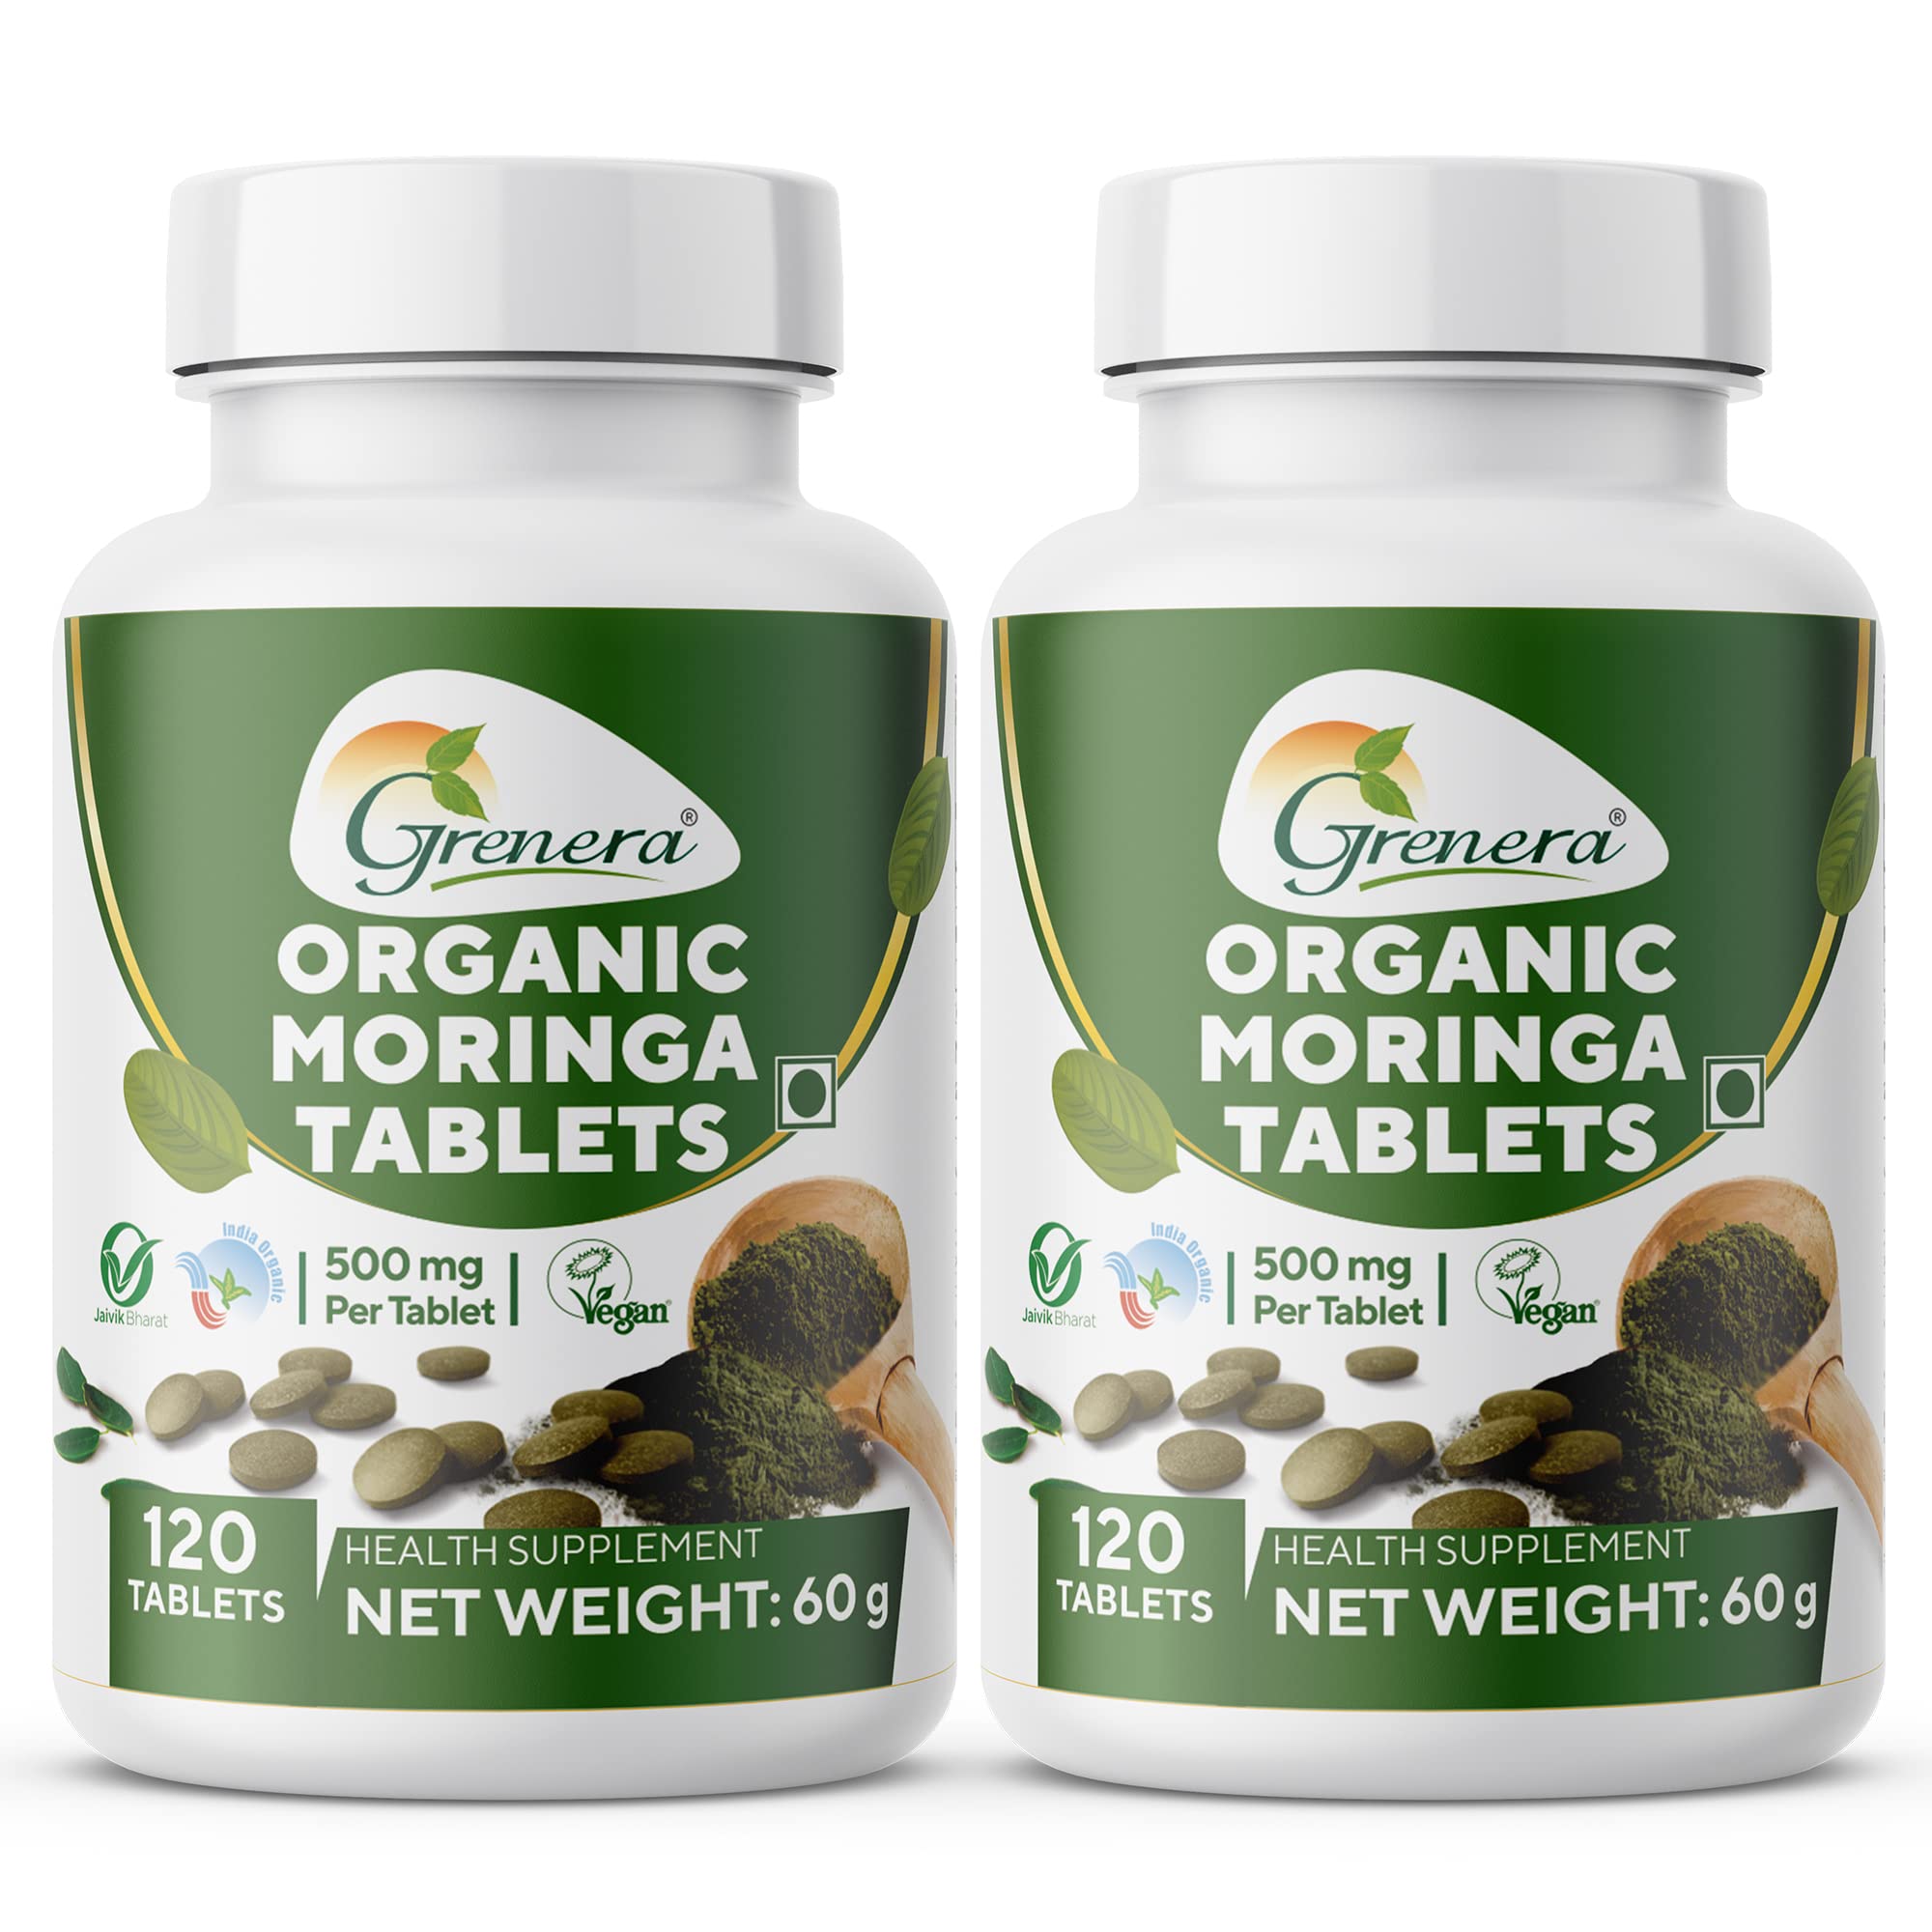 Grenera®
ORGANIC
MORINGA
TABLETS
India Organic
Jaivik Bharat
500 mg
Per Tablet
Vegan®
120
TABLETS
HEALTH SUPPLEMENT
NET WEIGHT: 60 g
Grenera®
ORGANIC
MORINGA
TABLETS
India Organic
Jaivik Bharat
500 mg
Per Tablet
Vegan®
120
TABLETS
HEALTH SUPPLEMENT
NET WEIGHT: 60 g